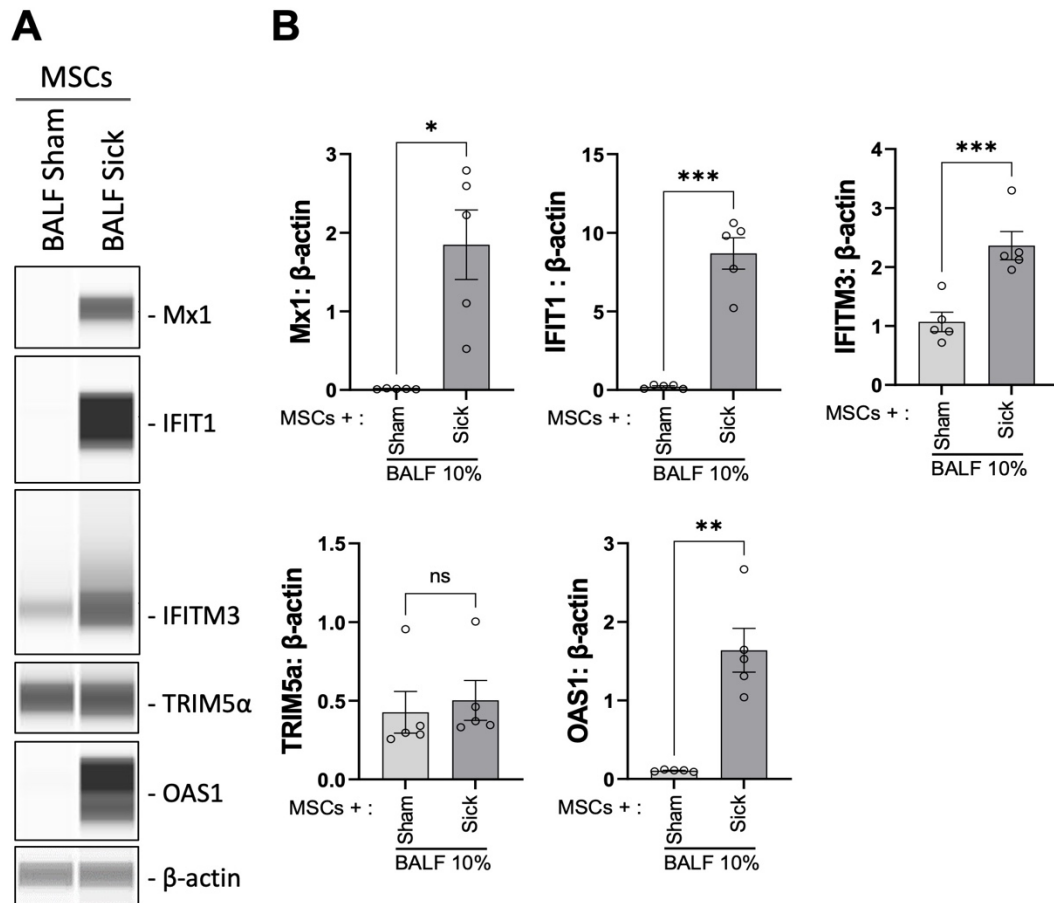 A
MSCs
BALF Sham
BALF Sick
- Mx1
- IFIT1
- IFITM3
- TRIM5α
- OAS1
- β-actin
B
Mx1: β-actin
3
2
1
0
*
MSCs + :
Sham
Sick
BALF 10%
IFIT1 : β-actin
15
10
5
0
***
MSCs + :
Sham
Sick
BALF 10%
IFITM3: β-actin
4
3
2
1
0
***
MSCs + :
Sham
Sick
BALF 10%
TRIM5a: β-actin
1.5
1.0
0.5
0.0
ns
MSCs + :
Sham
Sick
BALF 10%
OAS1: β-actin
3
2
1
0
**
MSCs + :
Sham
Sick
BALF 10%